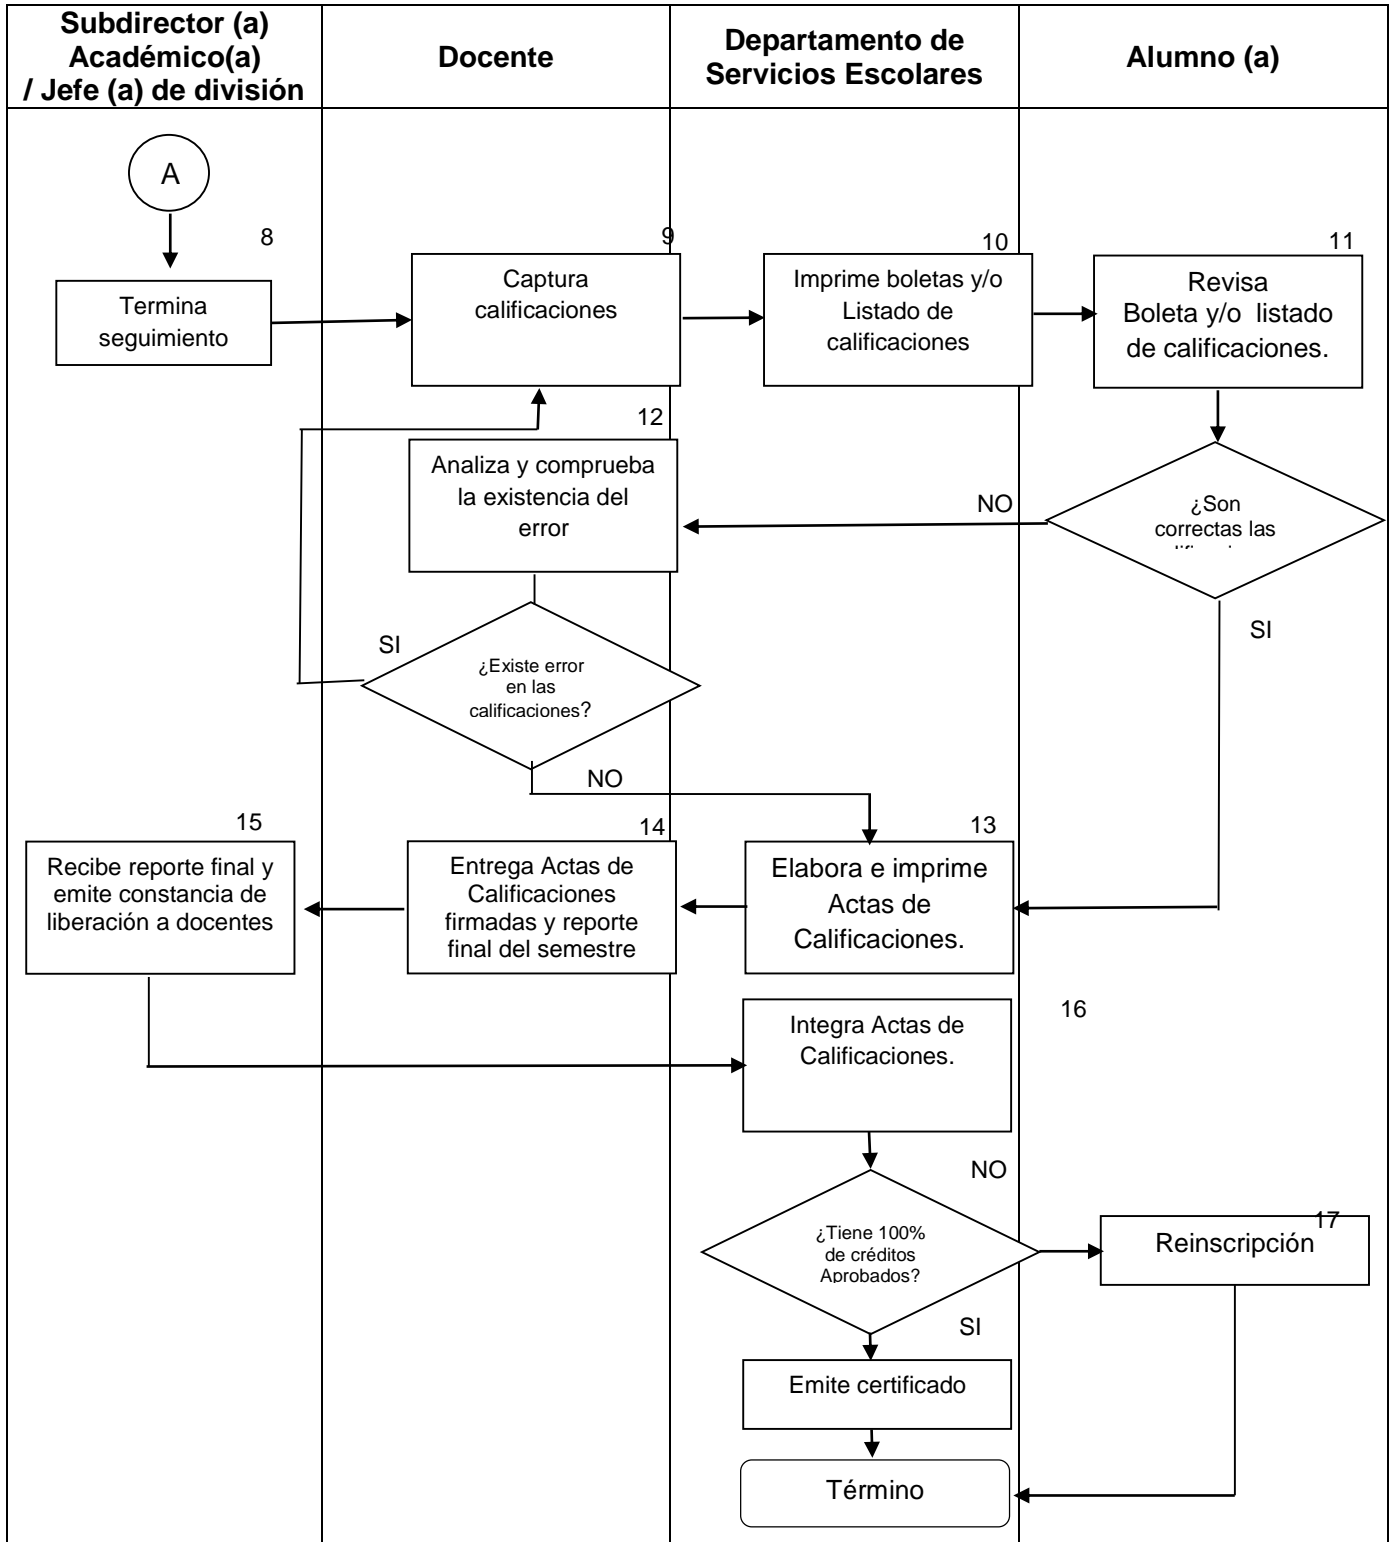 Subdirector (a)
Académico(a)
/ Jefe (a) de división
Docente
Departamento de
Servicios Escolares
Alumno (a)
A
8
Termina
seguimiento
9
Captura
calificaciones
10
Imprime boletas y/o
Listado de
calificaciones
11
Revisa
Boleta y/o listado
de calificaciones.
12
Analiza y comprueba
la existencia del
error
NO
¿Son
correctas las
SI
SI
¿Existe error
en las
calificaciones?
NO
15
Recibe reporte final y
emite constancia de
liberación a docentes
14
Entrega Actas de
Calificaciones
firmadas y reporte
final del semestre
13
Elabora e imprime
Actas de
Calificaciones.
16
Integra Actas de
Calificaciones.
NO
¿Tiene 100%
de créditos
Aprobados?
17
Reinscripción
SI
Emite certificado
Término